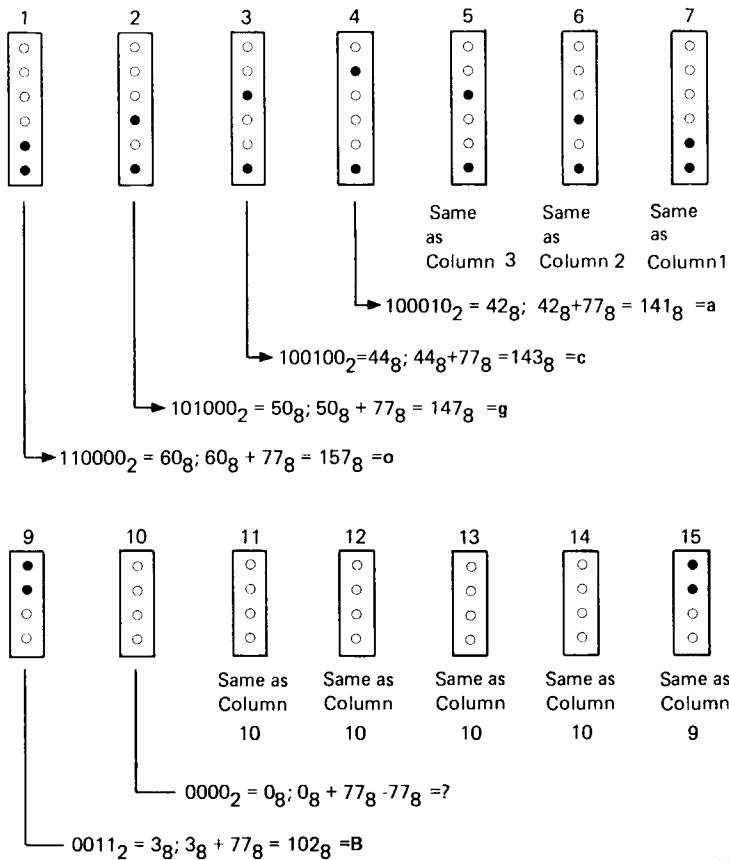 1 2 3 4 5 6 7
Same as Column 3
Same as Column 2
Same as Column 1
100010₂ = 42₈; 42₈+77₈ = 141₈ =a
100100₂=44₈; 44₈+77₈ =143₈ =c
101000₂ = 50₈; 50₈ + 77₈ = 147₈ =g
110000₂ = 60₈; 60₈ + 77₈ = 157₈ =o
9 10 11 12 13 14 15
Same as Column 10
Same as Column 10
Same as Column 10
Same as Column 10
Same as Column 9
0000₂ = 0₈; 0₈ + 77₈ -77₈ =?
0011₂ = 3₈; 3₈ + 77₈ = 102₈ =B